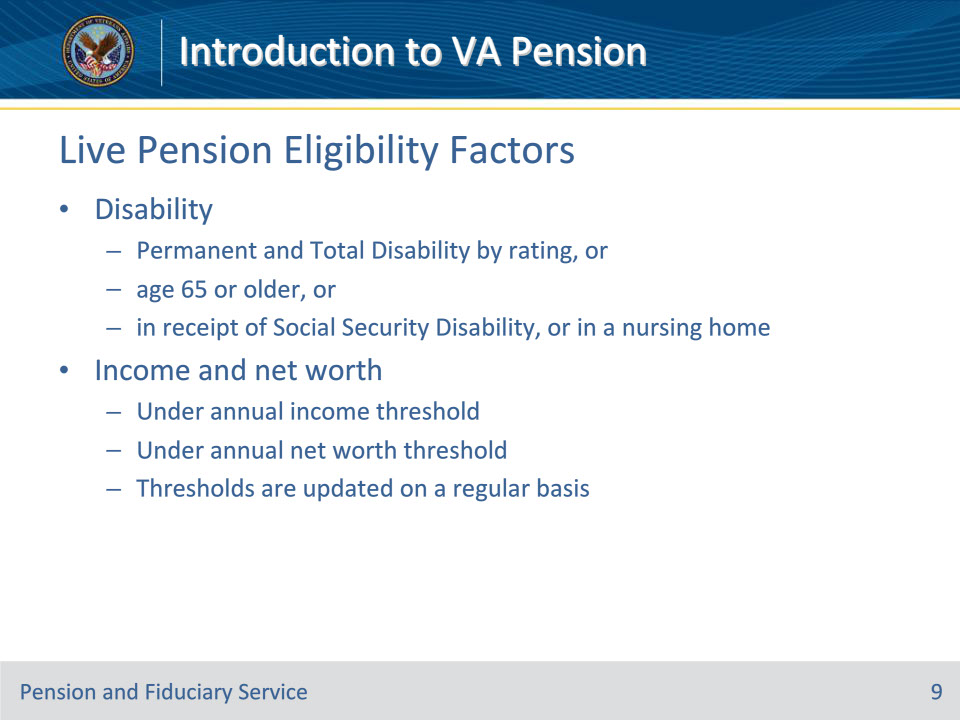 DEPARTMENT OF VETERANS AFFAIRS
UNITED STATES OF AMERICA
Introduction to VA Pension
Live Pension Eligibility Factors
• Disability
– Permanent and Total Disability by rating, or
– age 65 or older, or
– in receipt of Social Security Disability, or in a nursing home
• Income and net worth
– Under annual income threshold
– Under annual net worth threshold
– Thresholds are updated on a regular basis
Pension and Fiduciary Service
9